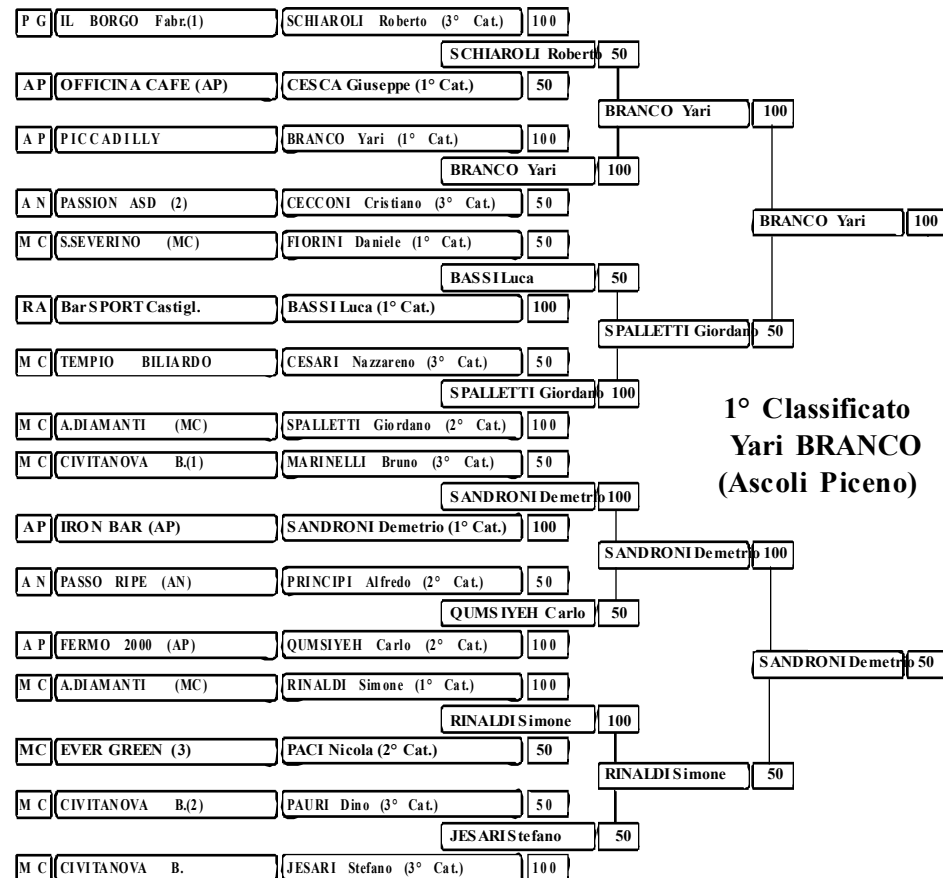 P G IL BORGO Fabr.(1) SCHIAROLI Roberto (3° Cat.) 100
SCHIAROLI Roberto 50
AP OFFICINA CAFE (AP) CESCA Giuseppe (1° Cat.) 50
BRANCO Yari 100
A P PICCADILLY BRANCO Yari (1° Cat.) 100
BRANCO Yari 100
A N PASSION ASD (2) CECCONI Cristiano (3° Cat.) 50
BRANCO Yari 100
M C S.SEVERINO (MC) FIORINI Daniele (1° Cat.) 50
BASSI Luca 50
RA Bar SPORT Castigl. BASSI Luca (1° Cat.) 100
SPALLETTI Giordano 50
M C TEMPIO BILIARDO CESARI Nazzareno (3° Cat.) 50
SPALLETTI Giordano 100
M C A.DIAMANTI (MC) SPALLETTI Giordano (2° Cat.) 100
1° Classificato
Yari BRANCO
(Ascoli Piceno)
M C CIVITANOVA B.(1) MARINELLI Bruno (3° Cat.) 50
SANDRONI Demetrio 100
AP IRON BAR (AP) SANDRONI Demetrio (1° Cat.) 100
SANDRONI Demetrio 100
A N PASSO RIPE (AN) PRINCIPI Alfredo (2° Cat.) 50
QUMSIYEH Carlo 50
A P FERMO 2000 (AP) QUMSIYEH Carlo (2° Cat.) 100
SANDRONI Demetrio 50
M C A.DIAMANTI (MC) RINALDI Simone (1° Cat.) 100
RINALDI Simone 100
MC EVER GREEN (3) PACI Nicola (2° Cat.) 50
RINALDI Simone 50
M C CIVITANOVA B.(2) PAURI Dino (3° Cat.) 50
JESARI Stefano 50
M C CIVITANOVA B. JESARI Stefano (3° Cat.) 100